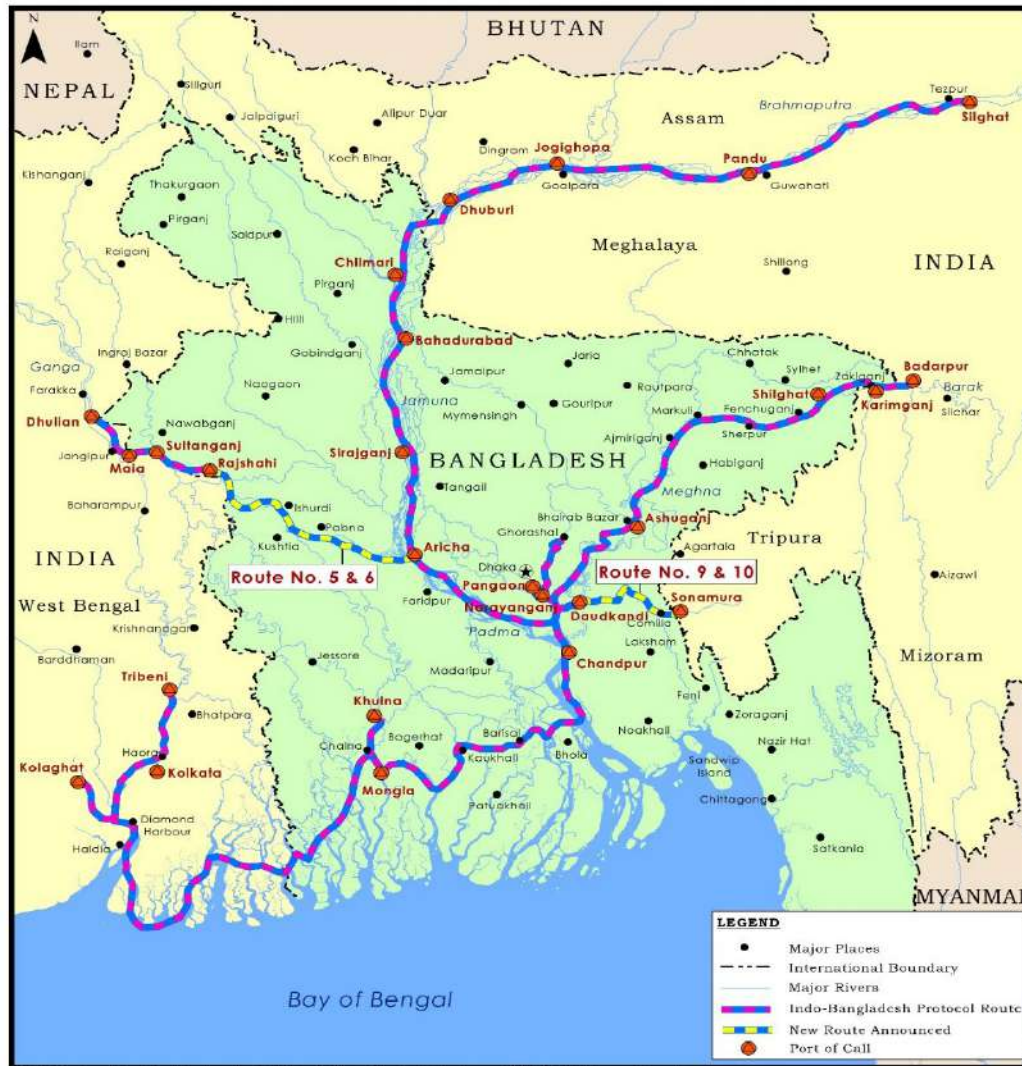 N
BHUTAN
Ilam
NEPAL
Siliguri
Jalpaiguri
Alipur Duar
Tezpur
Brahmaputra
Silghat
Assam
Koch Bihar
Dingram
Jogighopa
Pandu
Kishanganj
Thakurgaon
Goalpara
Guwahati
Dhuburi
Pirganj
Saidpur
Meghalaya
Raiganj
Chilmari
Shillong
INDIA
Pirganj
Hilli
Bahadurabad
Gobindganj
Ganga
Ingraj Bazar
Jaria
Chhatak
Sylhet
Zakiganj
Badarpur
Farakka
Naogaon
Jamalpur
Rautpara
Barak
Jamuna
Mymensingh
Gouripur
Shilghat
Karimganj
Silchar
Dhulian
Markuli
Fenchuganj
Nawabganj
Sherpur
Sultanganj
Ajmiriganj
Jangipur
Maia
Rajshahi
Sirajganj
BANGLADESH
Habiganj
Tangail
Meghna
Baharampur
Ishurdi
Bhairab Bazar
Ashuganj
Pabna
Ghorashal
Kushtia
Tripura
INDIA
Aricha
Agartala
Route No. 5 & 6
Dhaka
Route No. 9 & 10
Aizawl
Pangaon
Sonamura
West Bengal
Faridpur
Narayanganj
Daudkandi
Comilla
Krishnanagar
Padma
Laksham
Barddhaman
Jessore
Madaripur
Chandpur
Mizoram
Tribeni
Feni
Khulna
Bhatpara
Noakhali
Zoraganj
Haora
Chalna
Bagerhat
Barisal
Bhola
Nazir Hat
Kolaghat
Kolkata
Kaukhali
Sandwip
Island
Mongla
Patuakhali
Chittagong
Diamond
Harbour
Haldia
Satkania
MYANMAR
LEGEND
Major Places
International Boundary
Major Rivers
Indo-Bangladesh Protocol Route
New Route Announced
Port of Call
Bay of Bengal